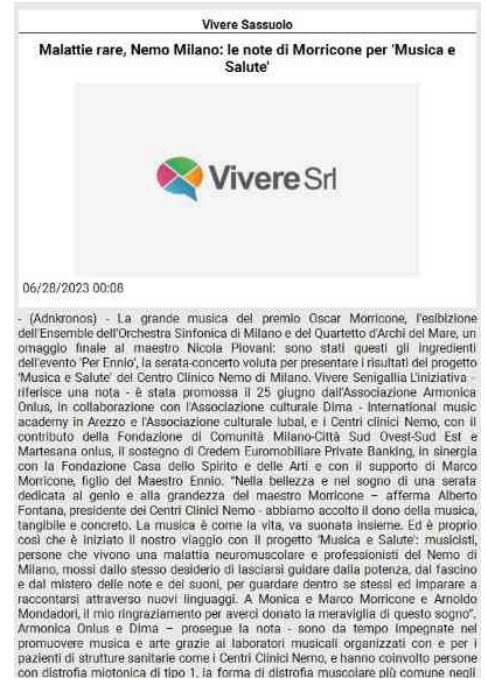 Vivere Sassuolo
Malattie rare, Nemo Milano: le note di Morricone per 'Musica e
Salute'
Vivere Srl
06/28/2023 00:08
- (Adnkronos) - La grande musica del premio Oscar Morricone, l'esibizione
dell'Ensemble dell'Orchestra Sinfonica di Milano e del Quartetto d'Archi del Mare, un
omaggio finale al maestro Nicola Piovani: sono stati questi gli ingredienti
dell'evento 'Per Ennio', la serata-concerto voluta per presentare i risultati del progetto
'Musica e Salute' del Centro Clinico Nemo di Milano. Vivere Senigallia L'iniziativa -
riferisce una nota - è stata promossa il 25 giugno dall'Associazione Armonica
Onlus, in collaborazione con l'Associazione culturale Dima - International music
academy in Arezzo e l'Associazione culturale Iubal, e i Centri clinici Nemo, con il
contributo della Fondazione di Comunità Milano-Città Sud Ovest-Sud Est e
Martesana onlus, il sostegno di Credem Euromobiliare Private Banking, in sinergia
con la Fondazione Casa dello Spirito e delle Arti e con il supporto di Marco
Morricone, figlio del Maestro Ennio. "Nella bellezza e nel sogno di una serata
dedicata al genio e alla grandezza del maestro Morricone – afferma Alberto
Fontana, presidente dei Centri Clinici Nemo - abbiamo accolto il dono della musica,
tangibile e concreto. La musica è come la vita, va suonata insieme. Ed è proprio
così che è iniziato il nostro viaggio con il progetto 'Musica e Salute': musicisti,
persone che vivono una malattia neuromuscolare e professionisti del Nemo di
Milano, mossi dallo stesso desiderio di lasciarsi guidare dalla potenza, dal fascino
e dal mistero delle note e dei suoni, per guardare dentro se stessi ed imparare a
raccontarsi attraverso nuovi linguaggi. A Monica e Marco Morricone e Arnoldo
Mondadori, il mio ringraziamento per averci donato la meraviglia di questo sogno".
Armonica Onlus e Dima – prosegue la nota - sono da tempo impegnate nel
promuovere musica e arte grazie ai laboratori musicali organizzati con e per i
pazienti di strutture sanitarie come i Centri Clinici Nemo, e hanno coinvolto persone
con distrofia miotonica di tipo 1, la forma di distrofia muscolare più comune negli